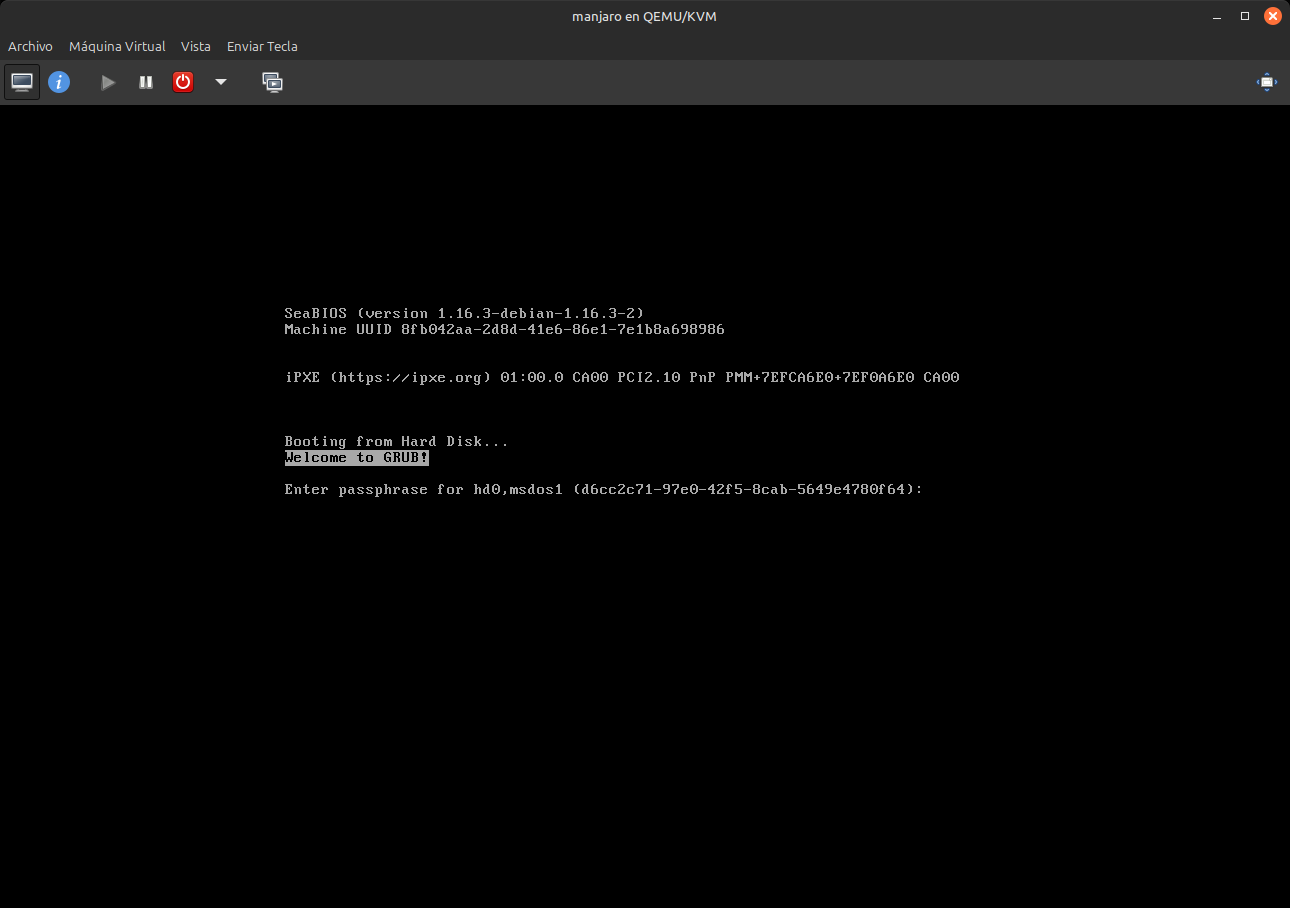 manjaro en QEMU/KVM
Archivo Máquina Virtual Vista Enviar Tecla
SeaBIOS (version 1.16.3-debian-1.16.3-2)
Machine UUID 8fb042aa-2d8d-41e6-86e1-7e1b8a698986
iPXE (https://ipxe.org) 01:00.0 CA00 PCI2.10 PnP PMM+7EFCA6E0+7EF0A6E0 CA00
Booting from Hard Disk...
Welcome to GRUB!
Enter passphrase for hd0,msdos1 (d6cc2c71-97e0-42f5-8cab-5649e4780f64):